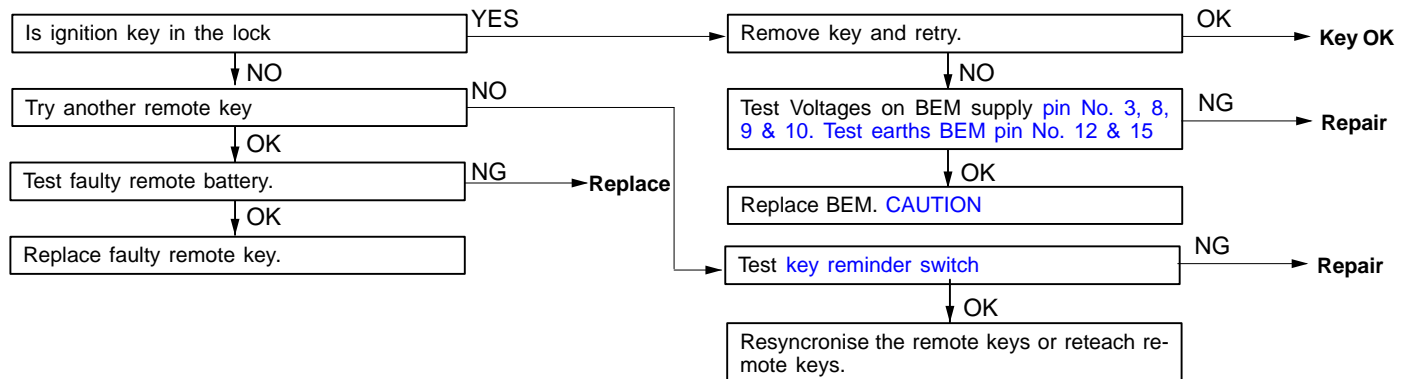 Is ignition key in the lock
YES
Remove key and retry.
OK
Key OK
NO
NO
Try another remote key
NO
Test Voltages on BEM supply pin No. 3, 8,
9 & 10. Test earths BEM pin No. 12 & 15
NG
Repair
OK
Test faulty remote battery.
NG
Replace
OK
Replace BEM. CAUTION
OK
Replace faulty remote key.
Test key reminder switch
NG
Repair
OK
Resyncronise the remote keys or reteach re-
mote keys.